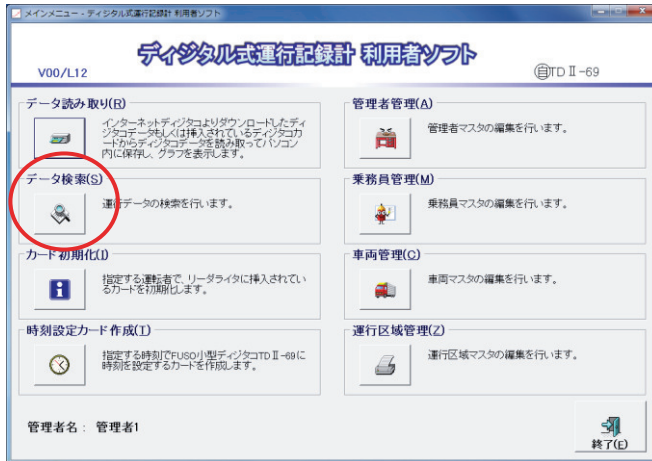 メインメニュー - ディジタル式運行記録計 利用者ソフト
ディジタル式運行記録計 利用者ソフト
V00/L12
自TDⅡ-69
データ読み取り(R)
インターネットディジタコよりダウンロードしたディ
ジタコデータもしくは挿入されているディジタコカ
ードからディジタコデータを読み取ってパソコン
内に保存し、グラフを表示します。
データ検索(S)
運行データの検索を行います。
カード初期化(I)
指定する運転者で、リーダライタに挿入されてい
るカードを初期化します。
時刻設定カード作成(T)
指定する時刻でFUSO小型ディジタコTDⅡ-69に
時刻を設定するカードを作成します。
管理者管理(A)
管理者マスタの編集を行います。
乗務員管理(M)
乗務員マスタの編集を行います。
車両管理(C)
車両マスタの編集を行います。
運行区域管理(Z)
運行区域マスタの編集を行います。
管理者名: 管理者1
終了(E)